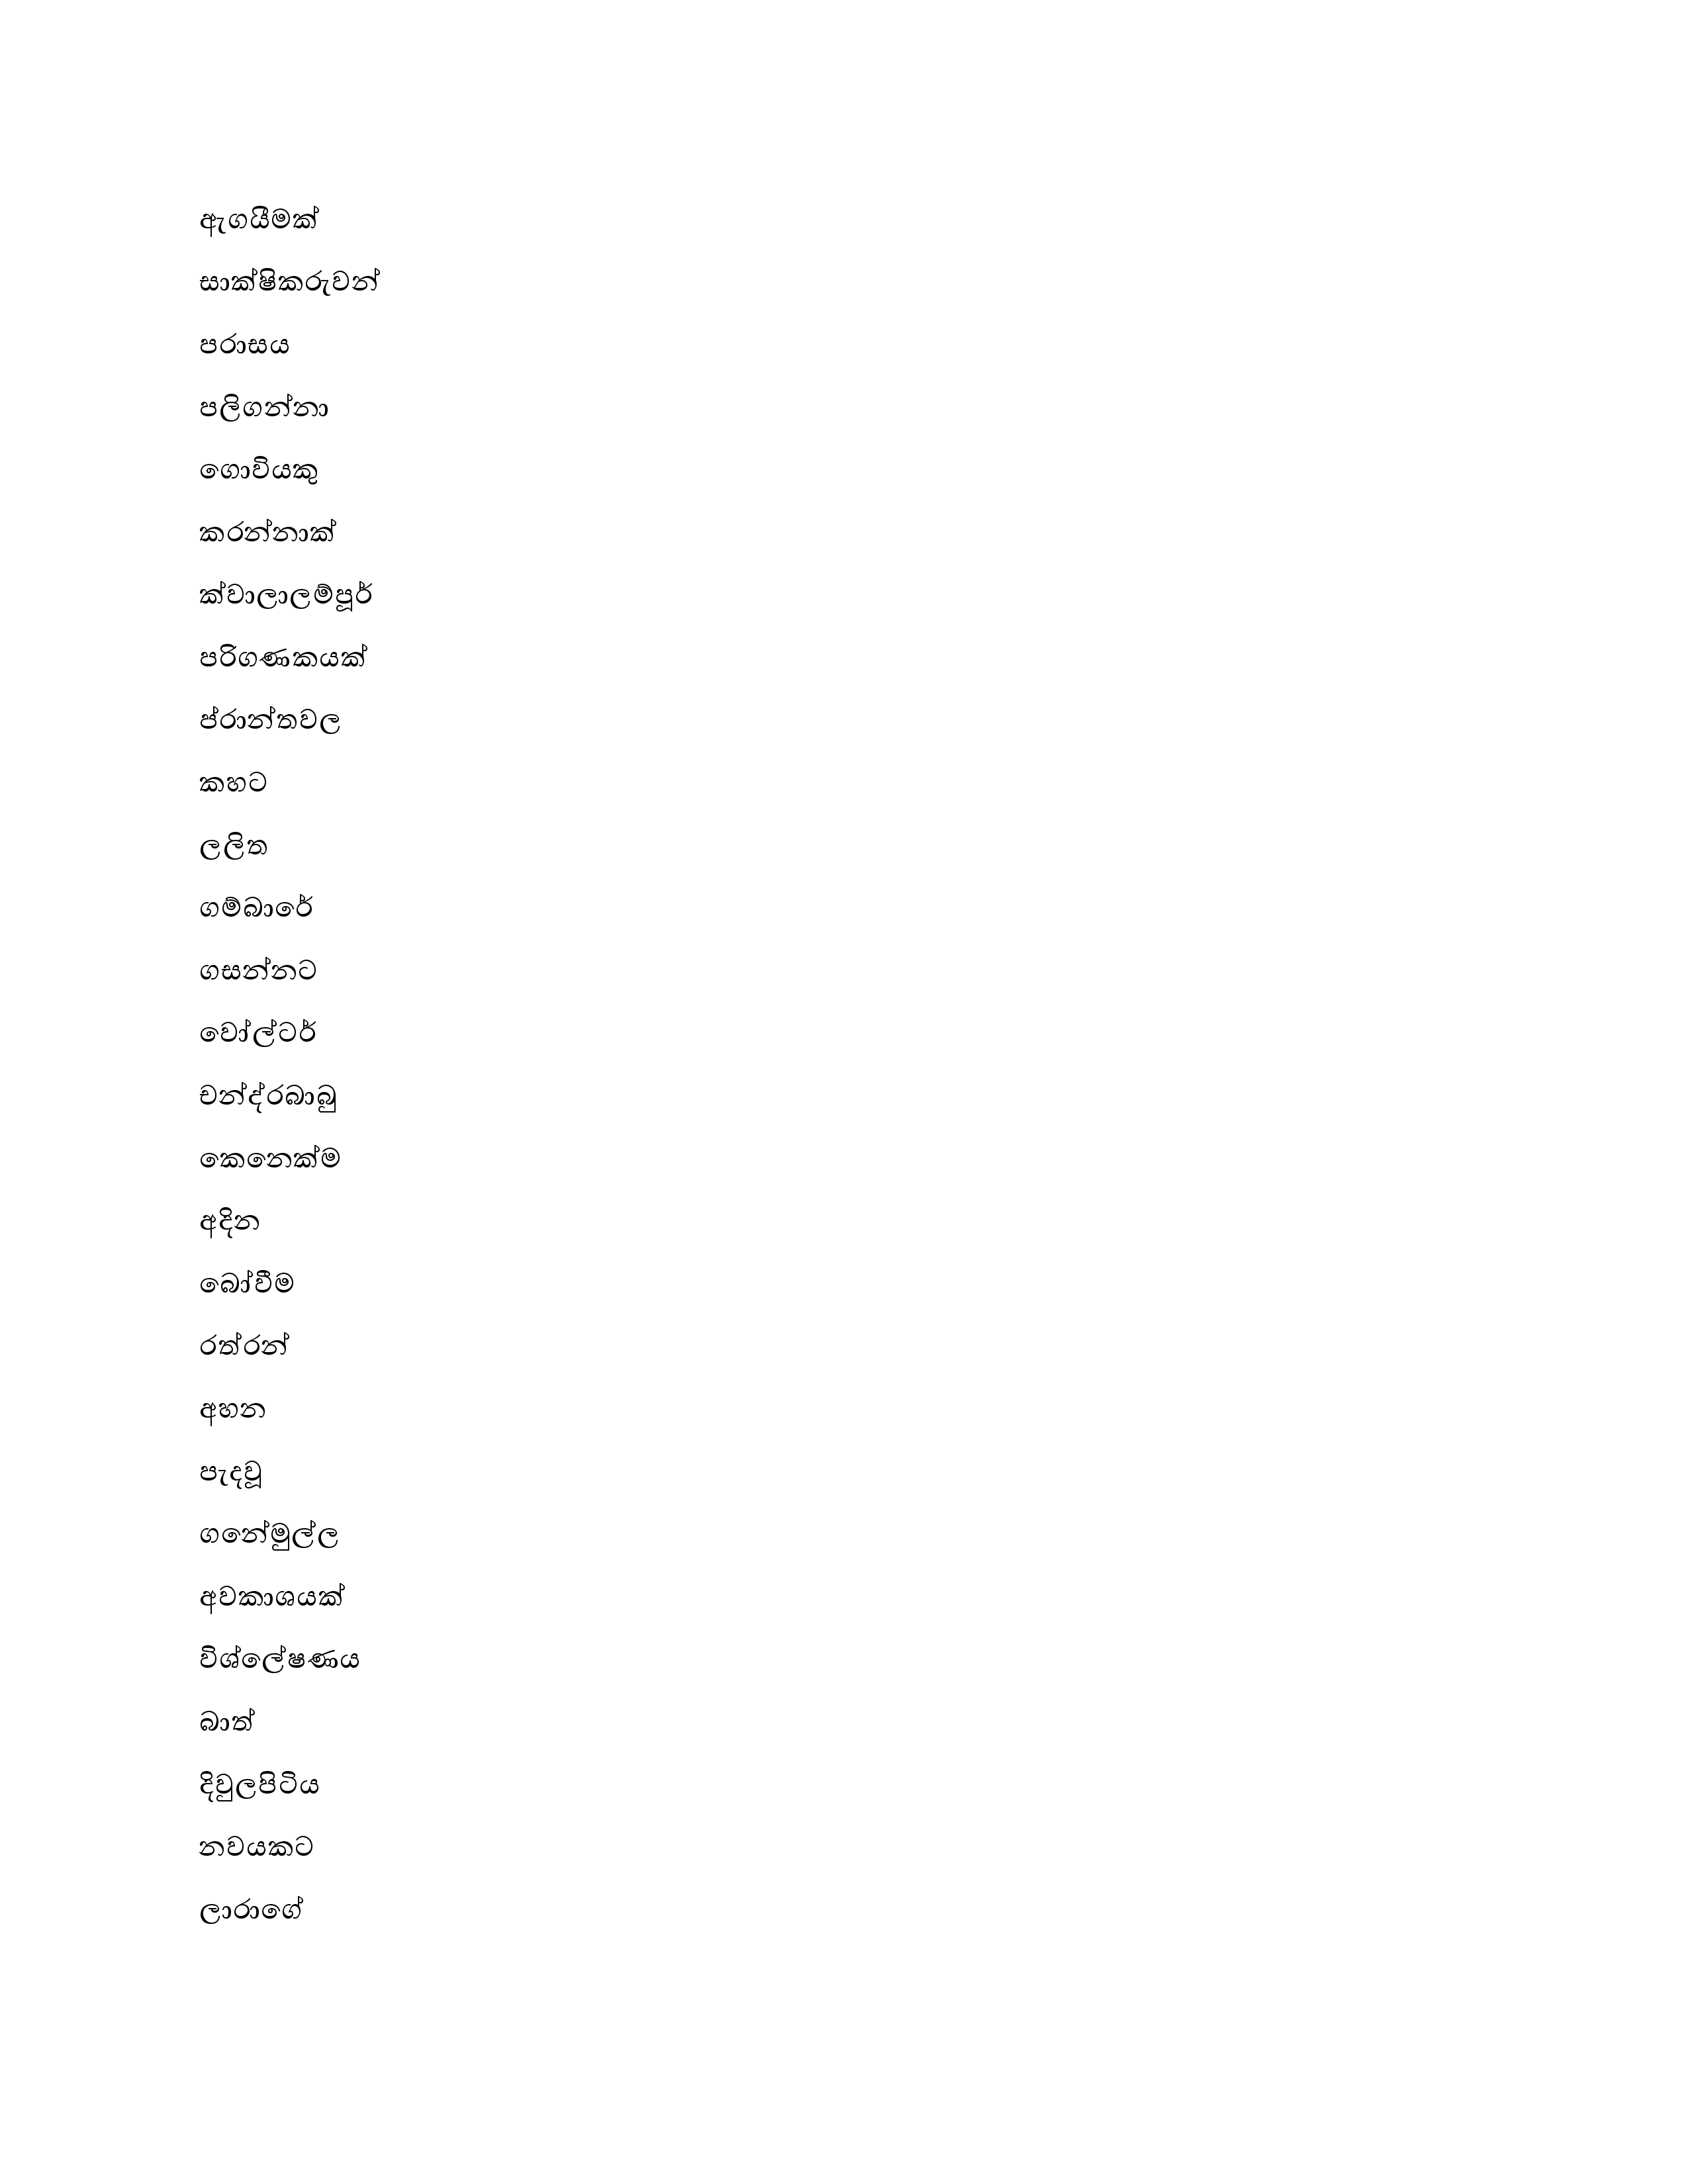 ඇගයීමක්
සාක්ෂිකරුවන්
පරාසය
පලිගන්නා
ගොවියකු
කරන්නාක්
ක්වාලාලම්පූර්
පරිගණකයක්
ප්රාන්තවල
කහට
ලලිත
ගම්බාරේ
ගසන්නට
වෝල්ටර්
චන්ද්රබාබු
කෙනෙක්ම
අදින
බෝවීම
රත්රන්
අහන
පැදවූ
ගනේමුල්ල
අවකාශයක්
විශ්ලේෂණය
බාත්
දිවුලපිටිය
නවයකට
ලාරාගේ